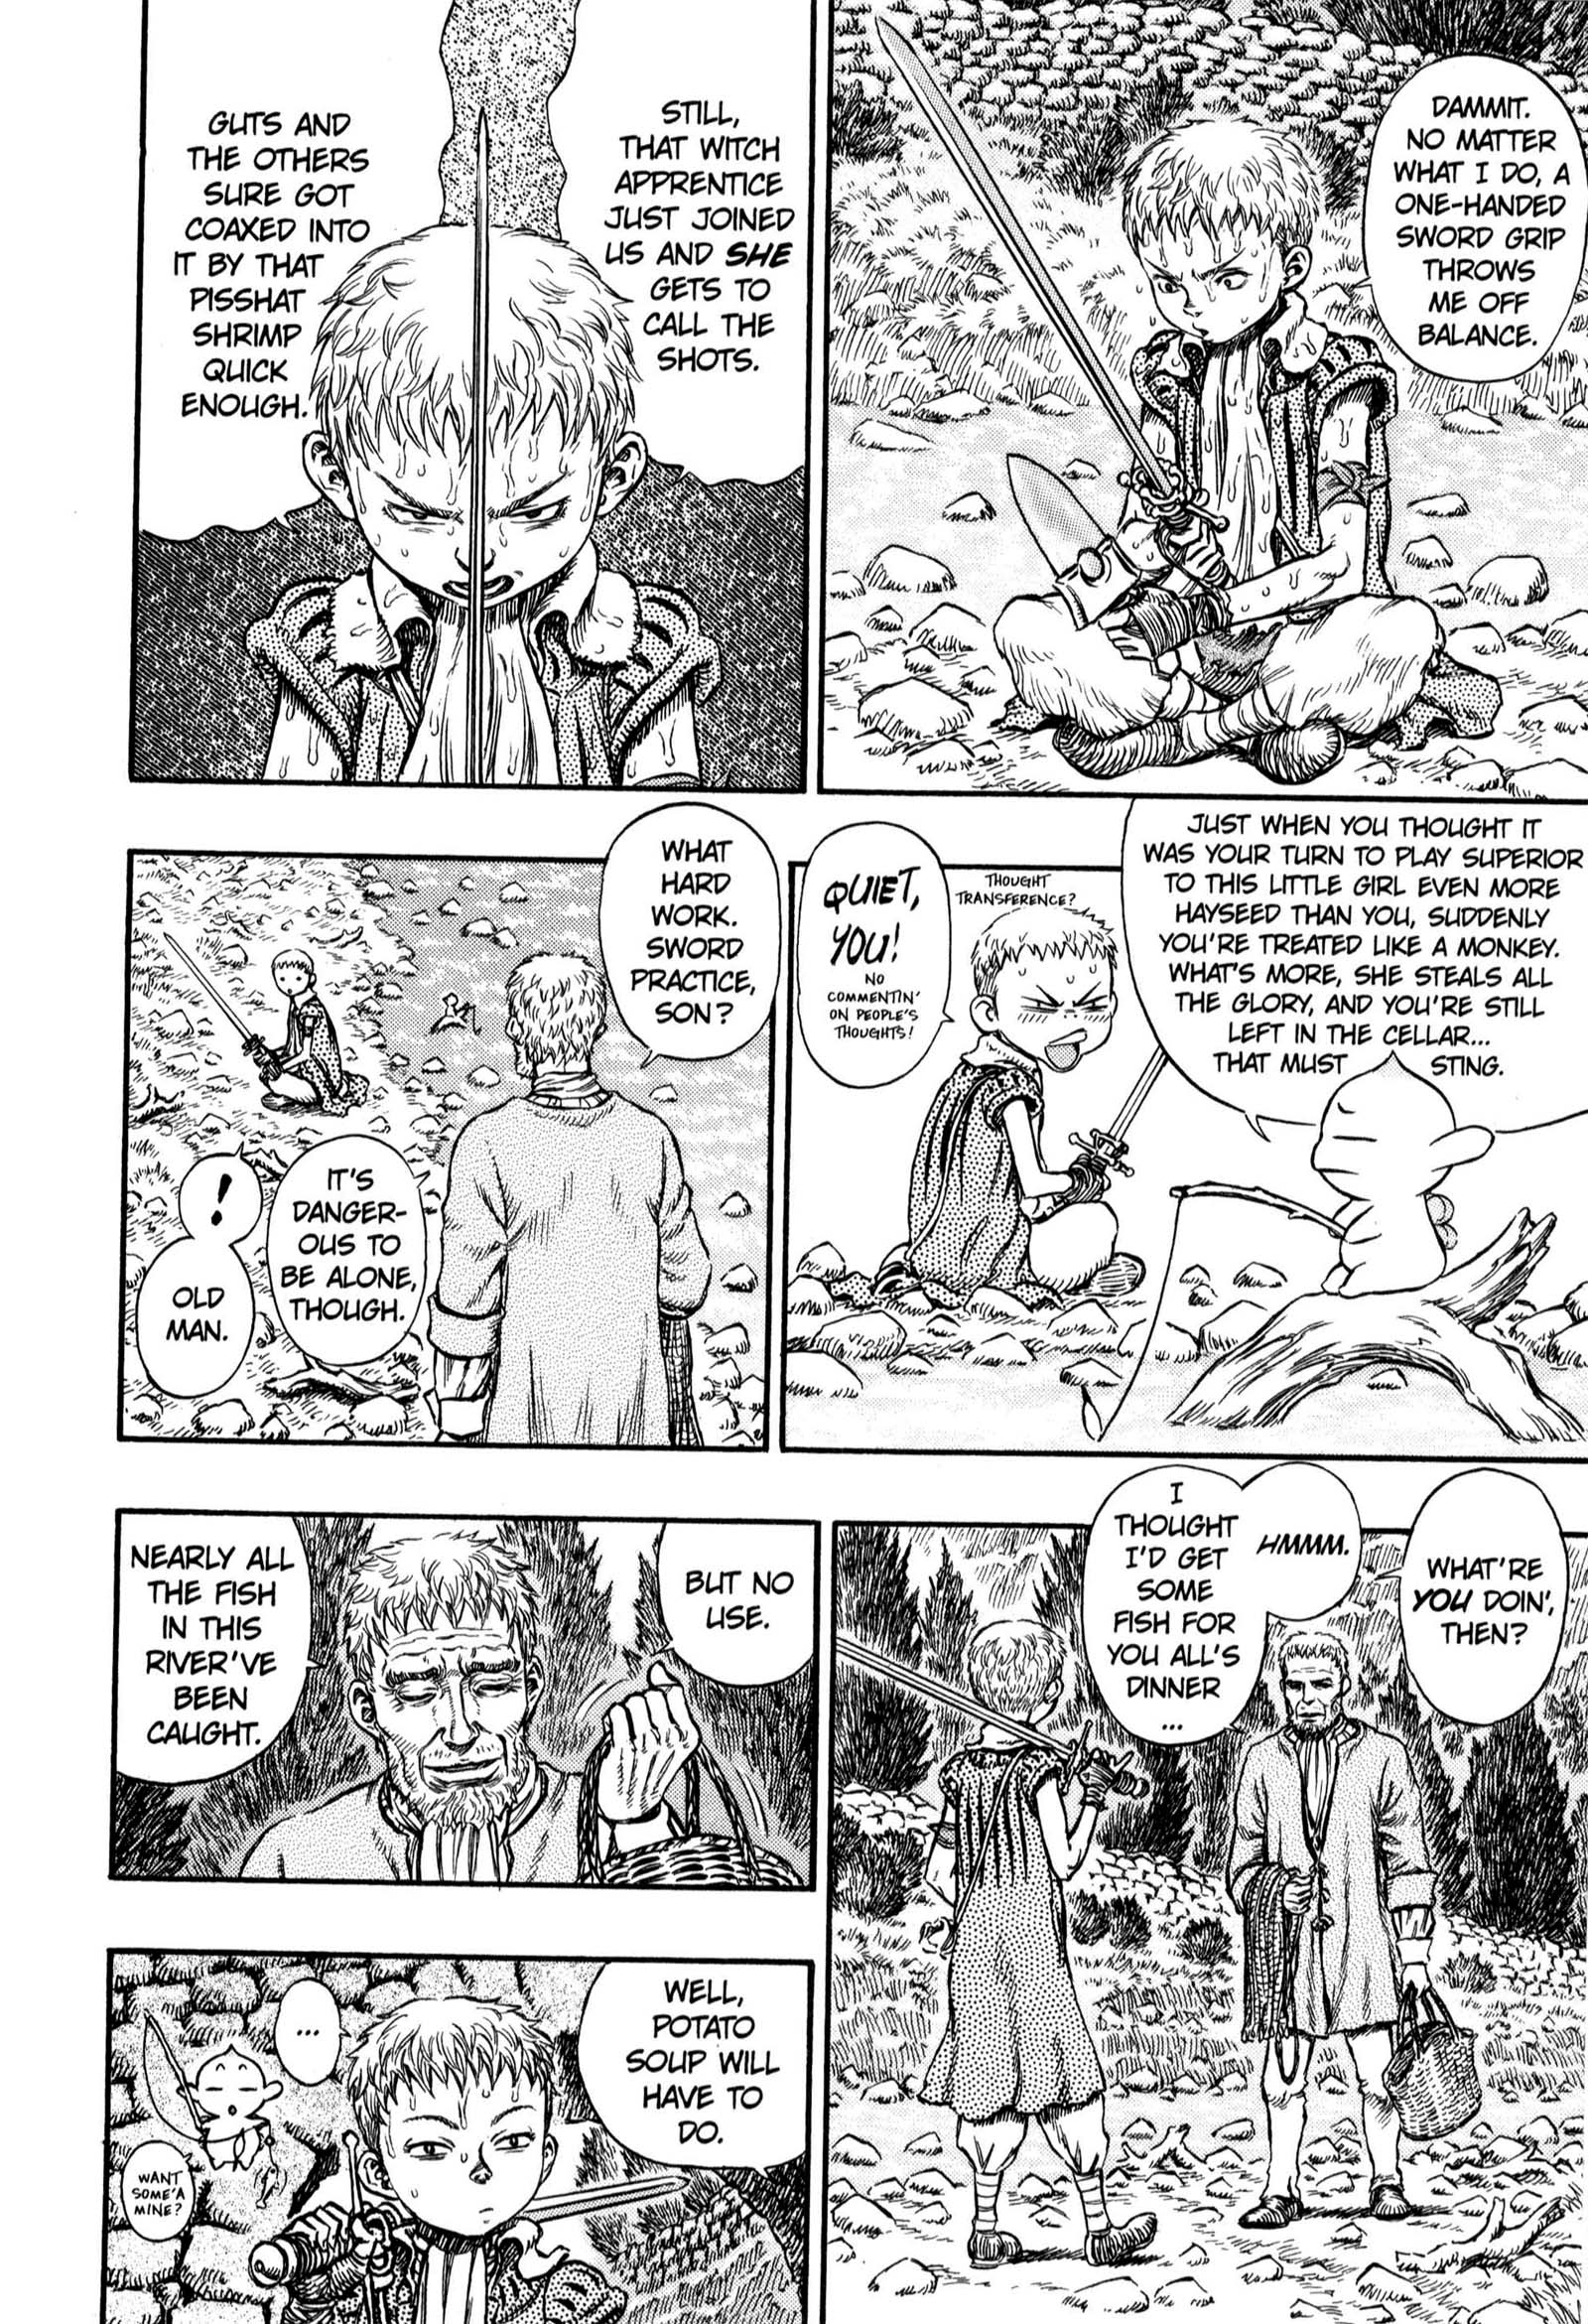 DAMMIT.
NO MATTER
WHAT I DO, A
ONE-HANDED
SWORD GRIP
THROWS
ME OFF
BALANCE.
STILL,
THAT WITCH
APPRENTICE
JUST JOINED
US AND SHE
GETS TO
CALL THE
SHOTS.
GUTS AND
THE OTHERS
SURE GOT
COAXED INTO
IT BY THAT
PISSHAT
SHRIMP
QUICK
ENOUGH.
JUST WHEN YOU THOUGHT IT
WAS YOUR TURN TO PLAY SUPERIOR
TO THIS LITTLE GIRL EVEN MORE
HAYSEED THAN YOU, SUDDENLY
YOU'RE TREATED LIKE A MONKEY.
WHAT'S MORE, SHE STEALS ALL
THE GLORY, AND YOU'RE STILL
LEFT IN THE CELLAR...
THAT MUST STING.
THOUGHT
TRANSFERENCE?
QUIET,
YOU!
NO
COMMENTIN'
ON PEOPLE'S
THOUGHTS!
WHAT
HARD
WORK.
SWORD
PRACTICE,
SON?
IT'S
DANGER-
OUS TO
BE ALONE,
THOUGH.
!
OLD
MAN.
WHAT'RE
YOU DOIN',
THEN?
HMMM.
I
THOUGHT
I'D GET
SOME
FISH FOR
YOU ALL'S
DINNER
...
BUT NO
USE.
NEARLY ALL
THE FISH
IN THIS
RIVER'VE
BEEN
CAUGHT.
WELL,
POTATO
SOUP WILL
HAVE TO
DO.
...
WANT
SOME'A
MINE?